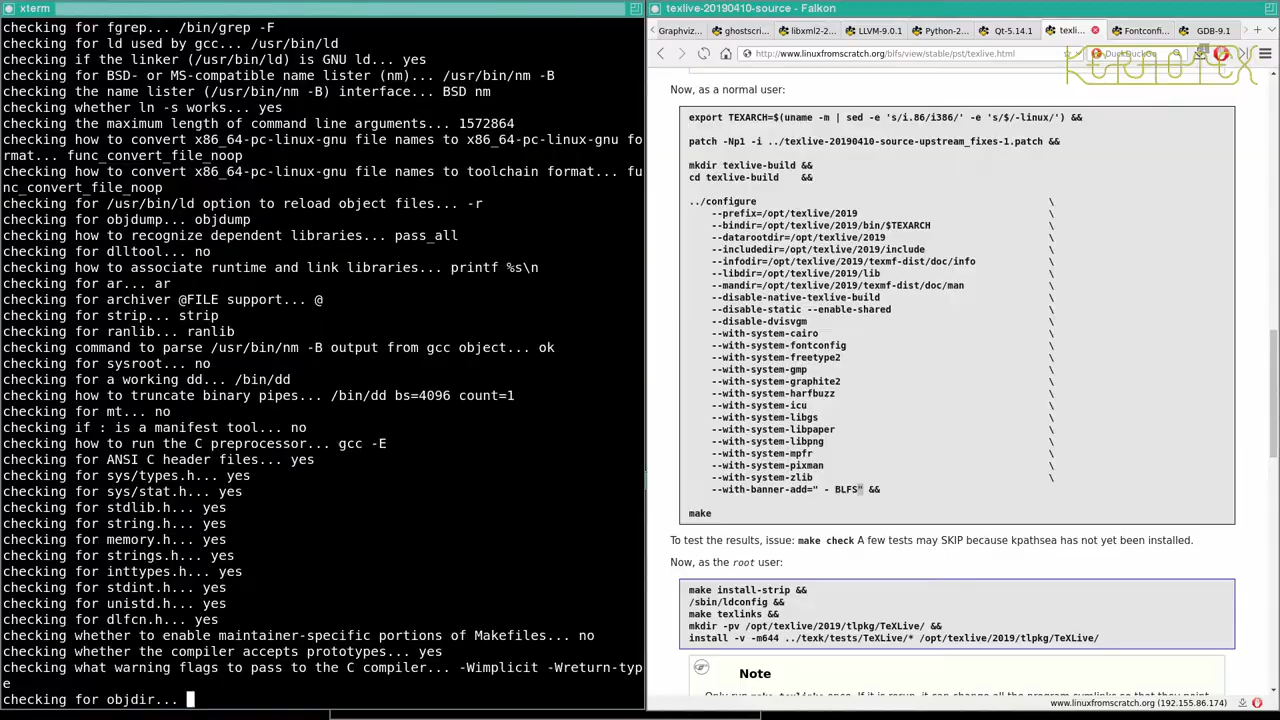 xterm
checking for fgrep... /bin/grep -F
checking for ld used by gcc... /usr/bin/ld
checking if the linker (/usr/bin/ld) is GNU ld... yes
checking for BSD- or MS-compatible name lister (nm)... /usr/bin/nm -B
checking the name lister (/usr/bin/nm -B) interface... BSD nm
checking whether ln -s works... yes
checking the maximum length of command line arguments... 1572864
checking how to convert x86_64-pc-linux-gnu file names to x86_64-pc-linux-gnu fo
rmat... func_convert_file_noop
checking how to convert x86_64-pc-linux-gnu file names to toolchain format... fu
nc_convert_file_noop
checking for /usr/bin/ld option to reload object files... -r
checking for objdump... objdump
checking how to recognize dependent libraries... pass_all
checking for dlltool... no
checking how to associate runtime and link libraries... printf %s\n
checking for ar... ar
checking for archiver @FILE support... @
checking for strip... strip
checking for ranlib... ranlib
checking command to parse /usr/bin/nm -B output from gcc object... ok
checking for sysroot... no
checking for a working dd... /bin/dd
checking how to truncate binary pipes... /bin/dd bs=4096 count=1
checking for mt... no
checking if : is a manifest tool... no
checking how to run the C preprocessor... gcc -E
checking for ANSI C header files... yes
checking for sys/types.h... yes
checking for sys/stat.h... yes
checking for stdlib.h... yes
checking for string.h... yes
checking for memory.h... yes
checking for strings.h... yes
checking for inttypes.h... yes
checking for stdint.h... yes
checking for unistd.h... yes
checking for dlfcn.h... yes
checking whether to enable maintainer-specific portions of Makefiles... no
checking whether the compiler accepts prototypes... yes
checking what warning flags to pass to the C compiler... -Wimplicit -Wreturn-typ
e
checking for objdir...
texlive-20190410-source - Falkon
Graphviz... ghostscri... libxml2-2... LLVM-9.0.1 Python-2... Qt-5.14.1 texli... Fontconfi... GDB-9.1
http://www.linuxfromscratch.org/blfs/view/stable/pst/texlive.html DuckDuckGo
KERNOTEX
Now, as a normal user:
export TEXARCH=$(uname -m | sed -e 's/i.86/i386/' -e 's/$/-linux/') &&
patch -Np1 -i ../texlive-20190410-source-upstream_fixes-1.patch &&
mkdir texlive-build &&
cd texlive-build &&
../configure \
--prefix=/opt/texlive/2019 \
--bindir=/opt/texlive/2019/bin/$TEXARCH \
--datarootdir=/opt/texlive/2019 \
--includedir=/opt/texlive/2019/include \
--infodir=/opt/texlive/2019/texmf-dist/doc/info \
--libdir=/opt/texlive/2019/lib \
--mandir=/opt/texlive/2019/texmf-dist/doc/man \
--disable-native-texlive-build \
--disable-static --enable-shared \
--disable-dvisvgm \
--with-system-cairo \
--with-system-fontconfig \
--with-system-freetype2 \
--with-system-gmp \
--with-system-graphite2 \
--with-system-harfbuzz \
--with-system-icu \
--with-system-libgs \
--with-system-libpaper \
--with-system-libpng \
--with-system-mpfr \
--with-system-pixman \
--with-system-zlib \
--with-banner-add=" - BLFS" &&
make
To test the results, issue: make check A few tests may SKIP because kpathsea has not yet been installed.
Now, as the root user:
make install-strip &&
/sbin/ldconfig &&
make texlinks &&
mkdir -pv /opt/texlive/2019/tlpkg/TeXLive/ &&
install -v -m644 ../texk/tests/TeXLive/* /opt/texlive/2019/tlpkg/TeXLive/
Note
Only run make texlinks once. If it is rerun, it can change all the program symlinks so that they point
www.linuxfromscratch.org (192.155.86.174)